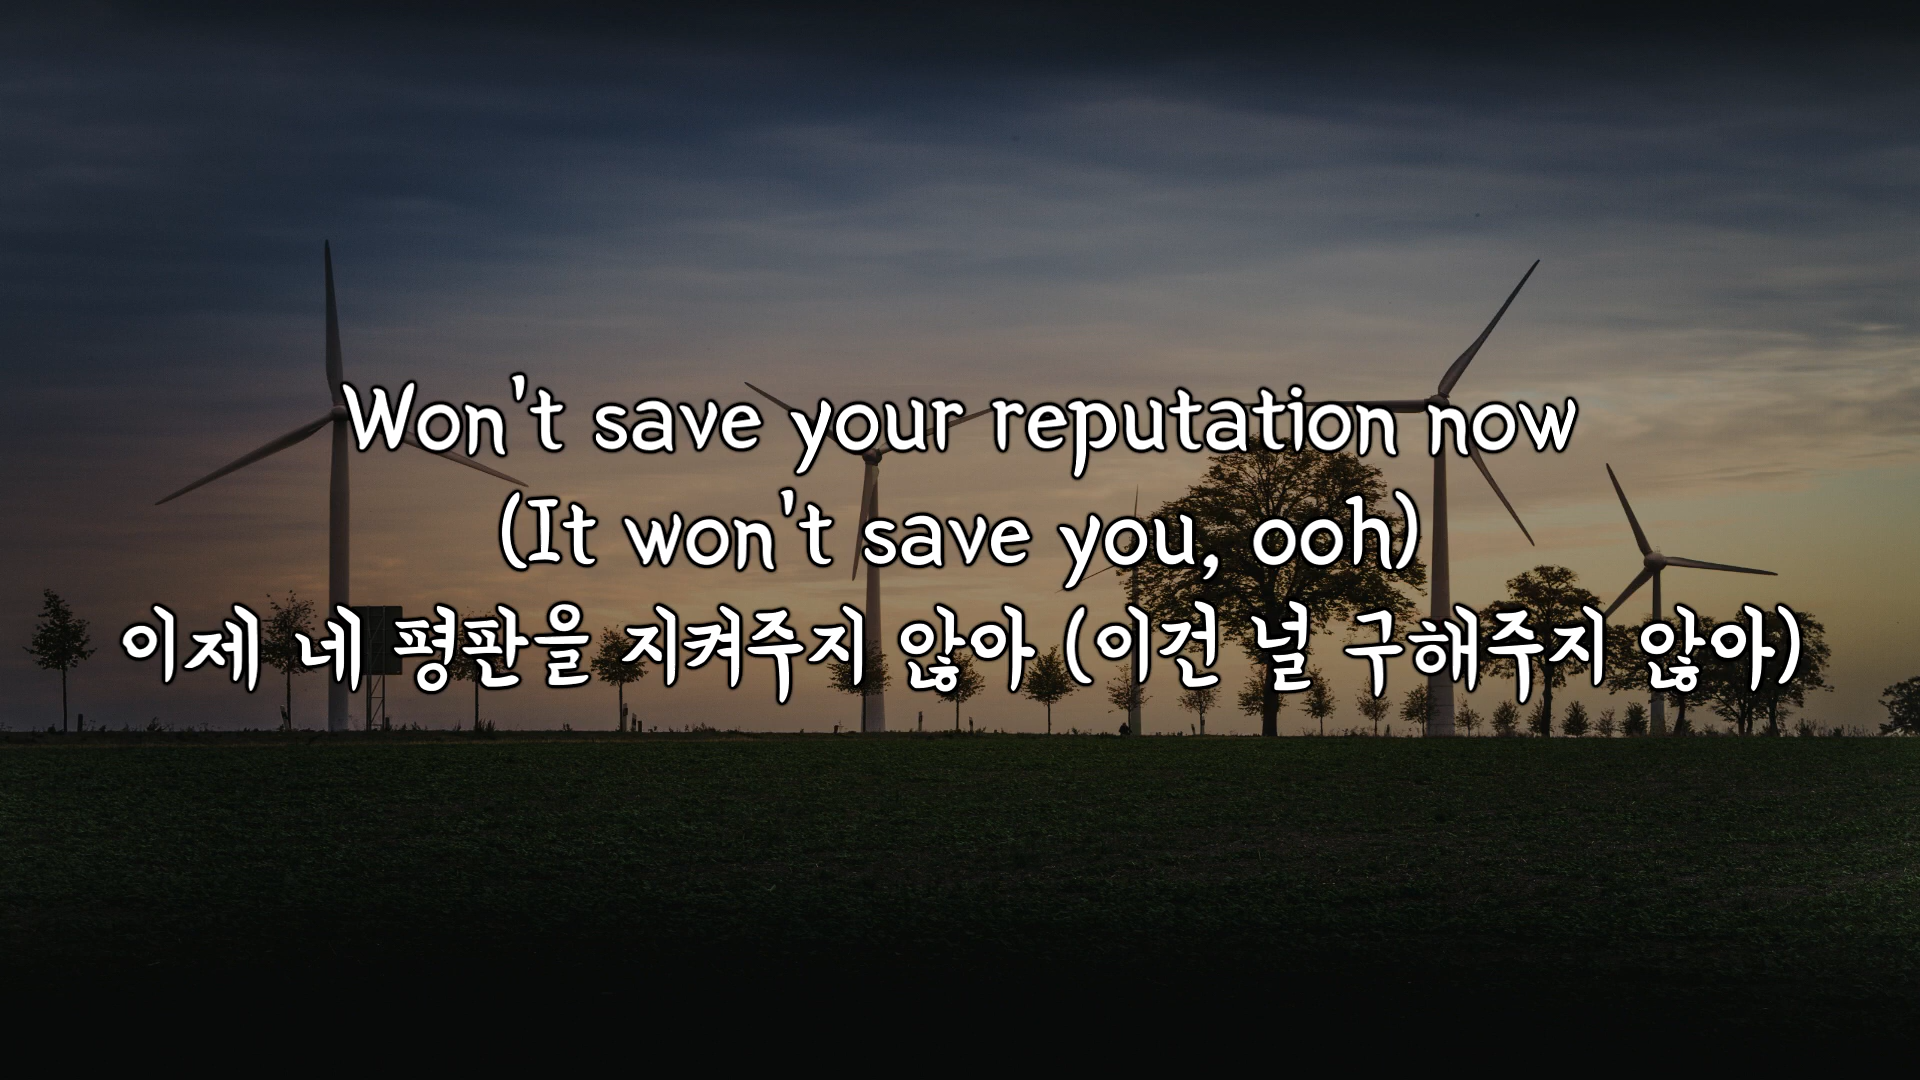 Won't save your reputation now
(It won't save you, ooh)
이제 네 평판을 지켜주지 않아 (이건 널 구해주지 않아)